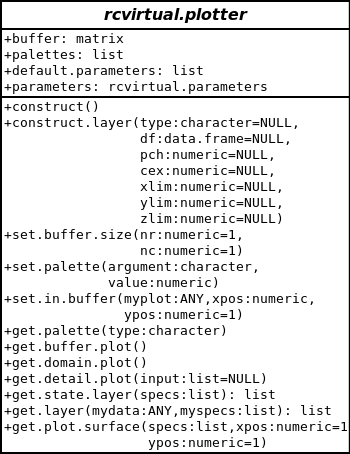 rcvirtual.plotter
+buffer: matrix
+palettes: list
+default.parameters: list
+parameters: rcvirtual.parameters
+construct()
+construct.layer(type:character=NULL,
df:data.frame=NULL,
pch:numeric=NULL,
cex:numeric=NULL,
xlim:numeric=NULL,
ylim:numeric=NULL,
zlim:numeric=NULL)
+set.buffer.size(nr:numeric=1,
nc:numeric=1)
+set.palette(argument:character,
value:numeric)
+set.in.buffer(myplot:ANY,xpos:numeric,
ypos:numeric=1)
+get.palette(type:character)
+get.buffer.plot()
+get.domain.plot()
+get.detail.plot(input:list=NULL)
+get.state.layer(specs:list): list
+get.layer(mydata:ANY,myspecs:list): list
+get.plot.surface(specs:list,xpos:numeric=1
ypos:numeric=1)